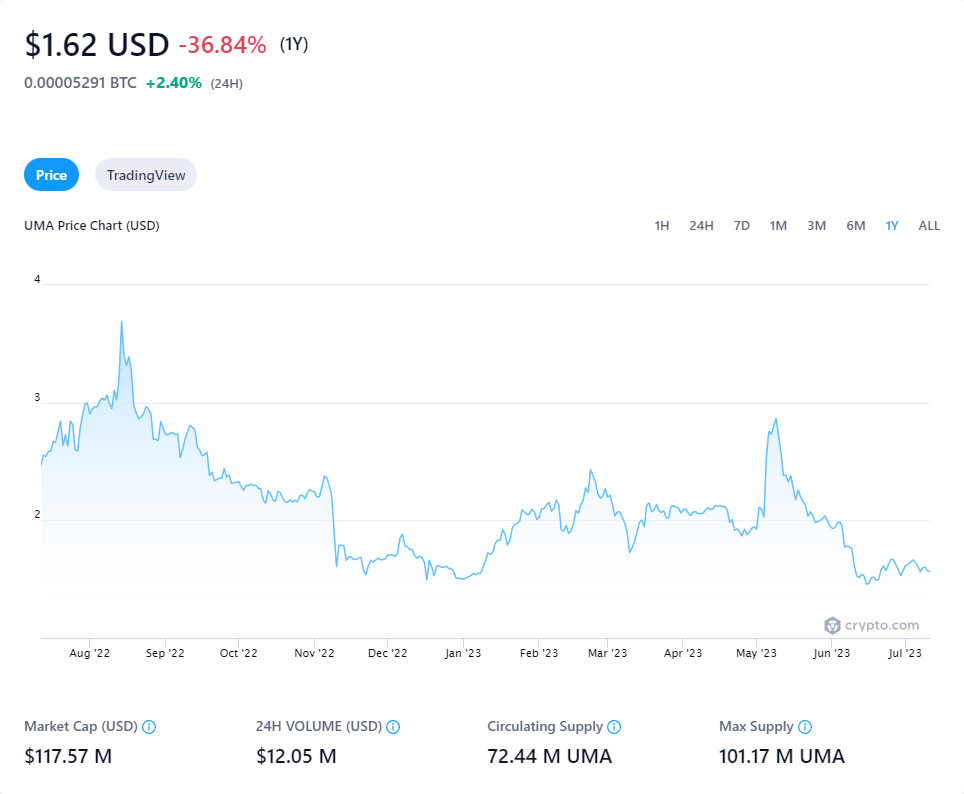 $1.62 USD -36.84% (1Y)
0.00005291 BTC +2.40% (24H)
Price TradingView
UMA Price Chart (USD) 1H 24H 7D 1M 3M 6M 1Y ALL
4
3
2
crypto.com
Aug '22 Sep '22 Oct '22 Nov '22 Dec '22 Jan '23 Feb '23 Mar '23 Apr '23 May '23 Jun '23 Jul '23
Market Cap (USD) 24H VOLUME (USD) Circulating Supply Max Supply
$117.57 M $12.05 M 72.44 M UMA 101.17 M UMA